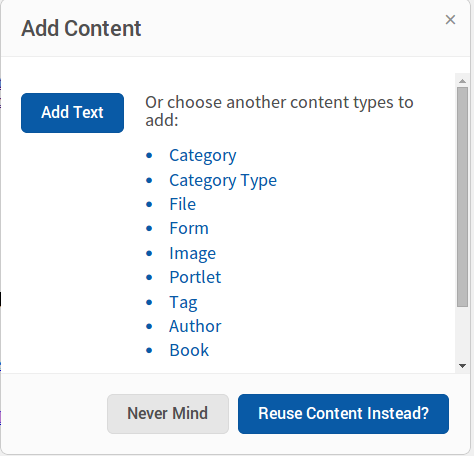 Add Content
×
Add Text
Or choose another content types to
add:
Category
Category Type
File
Form
Image
Portlet
Tag
Author
Book
Never Mind
Reuse Content Instead?